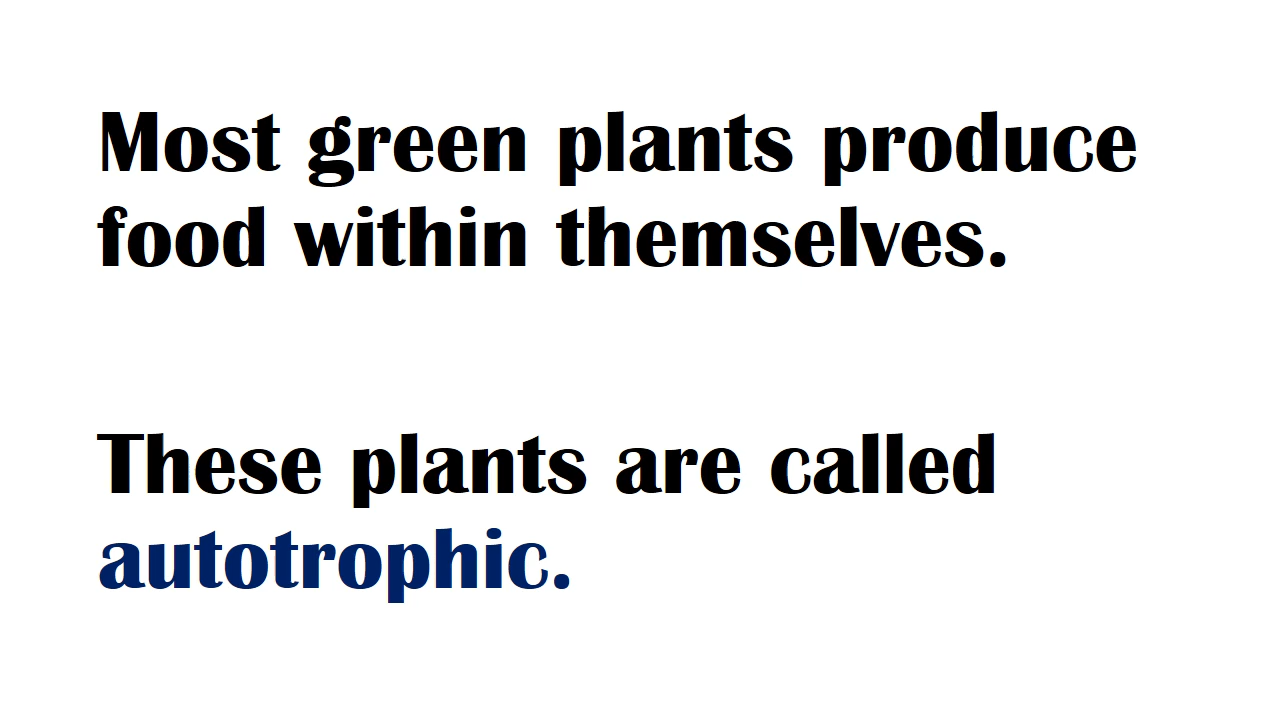 Most green plants produce
food within themselves.
These plants are called
autotrophic.